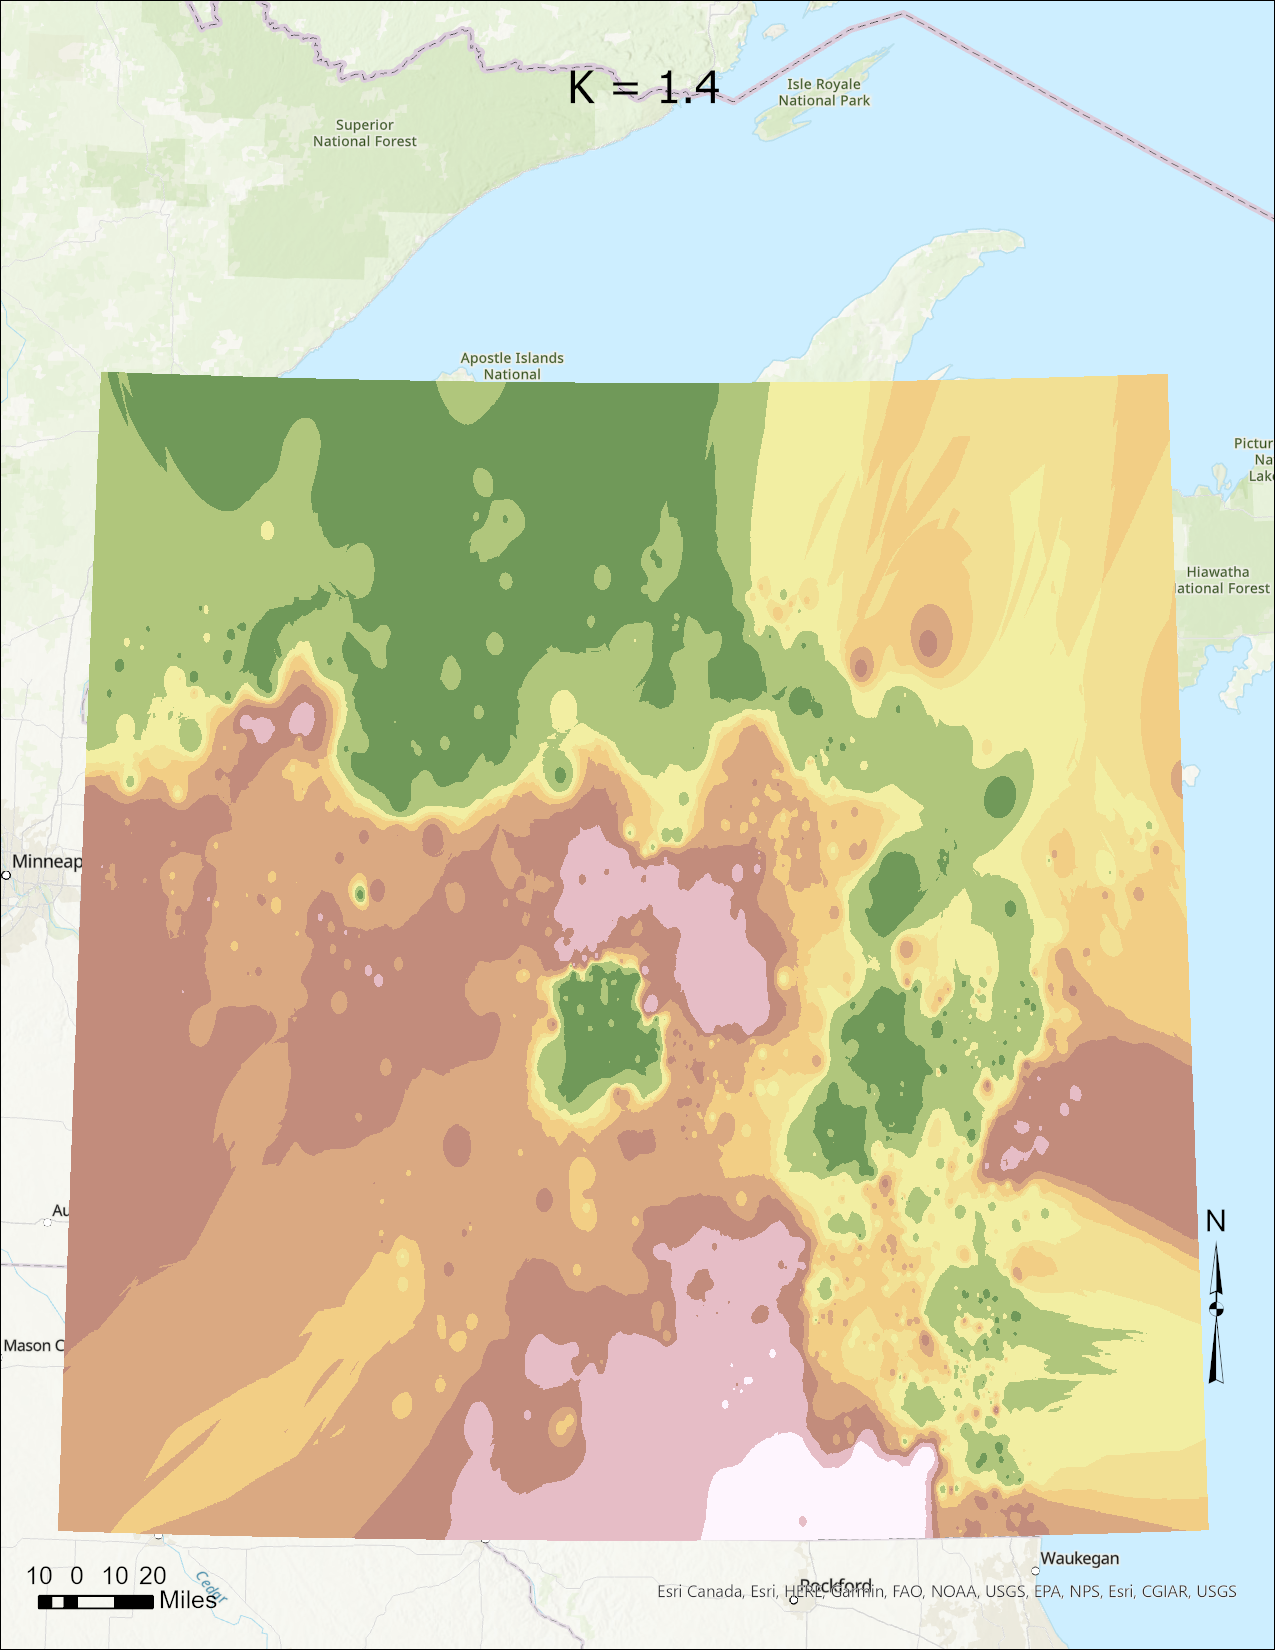 K = 1.4
Isle Royale
National Park
Superior
National Forest
Apostle Islands
National
Pictur
Na
Lake
Hiawatha
National Forest
Minneap
Au
N
Mason C
Waukegan
10 0 10 20
Miles
Cedar
Rockford
Esri Canada, Esri, HERE, Garmin, FAO, NOAA, USGS, EPA, NPS, Esri, CGIAR, USGS